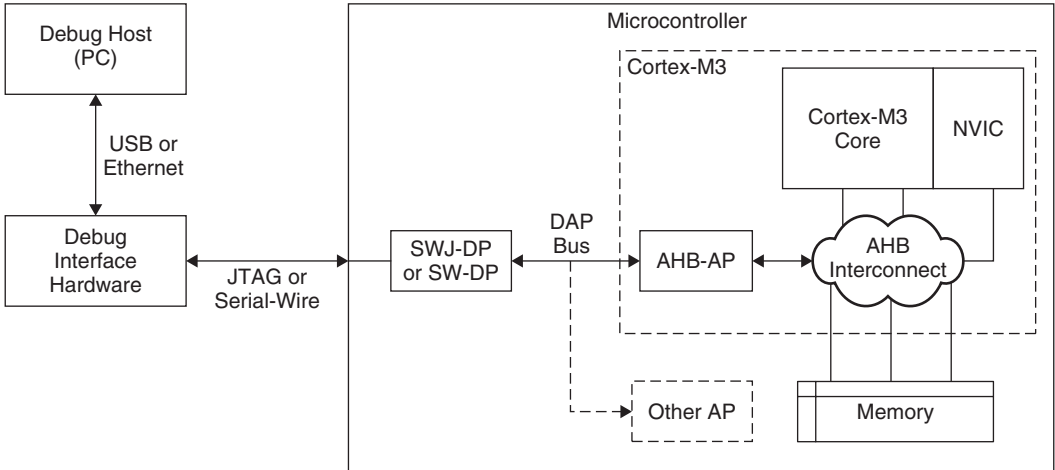 Microcontroller
Debug Host
(PC)
Cortex-M3
Cortex-M3
Core
NVIC
USB or
Ethernet
Debug
Interface
Hardware
JTAG or
Serial-Wire
SWJ-DP
or SW-DP
DAP
Bus
AHB-AP
AHB
Interconnect
Other AP
Memory